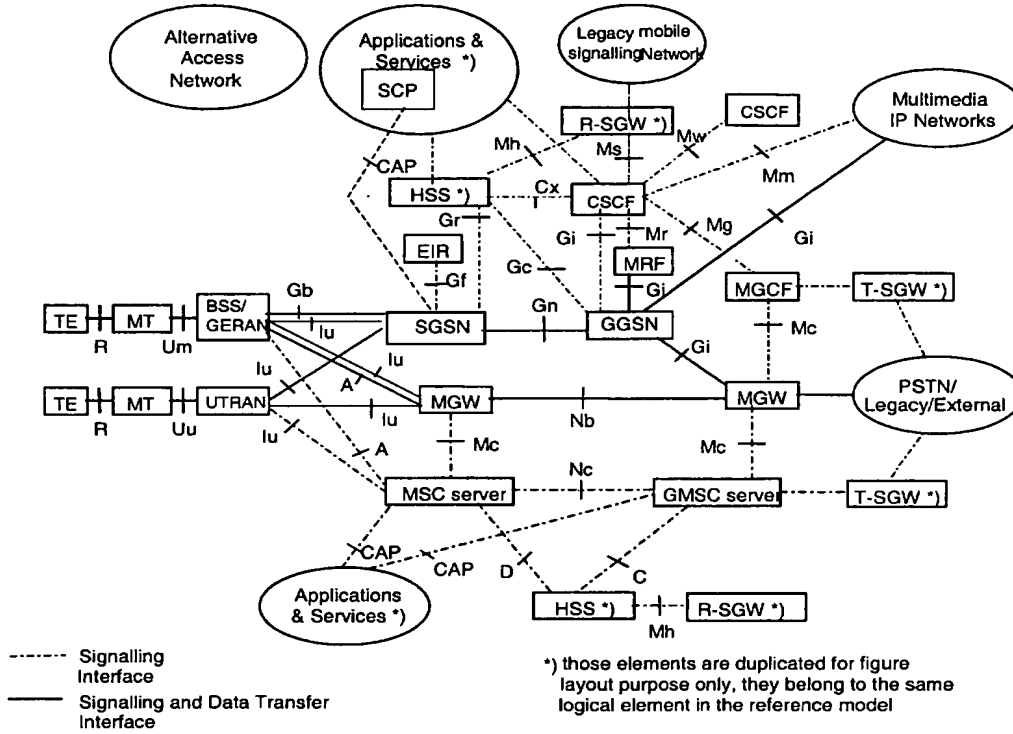 Alternative
Access
Network
Applications &
Services *)
SCP
Legacy mobile
signalling Network
R-SGW *)
CSCF
Multimedia
IP Networks
Mh
Ms
Mw
Mm
CAP
HSS *)
Cx
CSCF
Gr
Gi
Mr
Mg
Gi
EIR
Gf
Gc
MRF
Gi
MGCF
T-SGW *)
TE
R
MT
Um
BSS/
GERAN
Gb
Iu
SGSN
Gn
GGSN
Mc
Iu
A
Iu
Gi
TE
R
MT
Uu
UTRAN
Iu
Iu
MGW
Nb
MGW
PSTN/
Legacy/External
A
Mc
Mc
MSC server
Nc
GMSC server
T-SGW *)
CAP
CAP
D
C
Applications
& Services *)
HSS *)
Mh
R-SGW *)
Signalling
Interface
Signalling and Data Transfer
Interface
*) those elements are duplicated for figure
layout purpose only, they belong to the same
logical element in the reference model